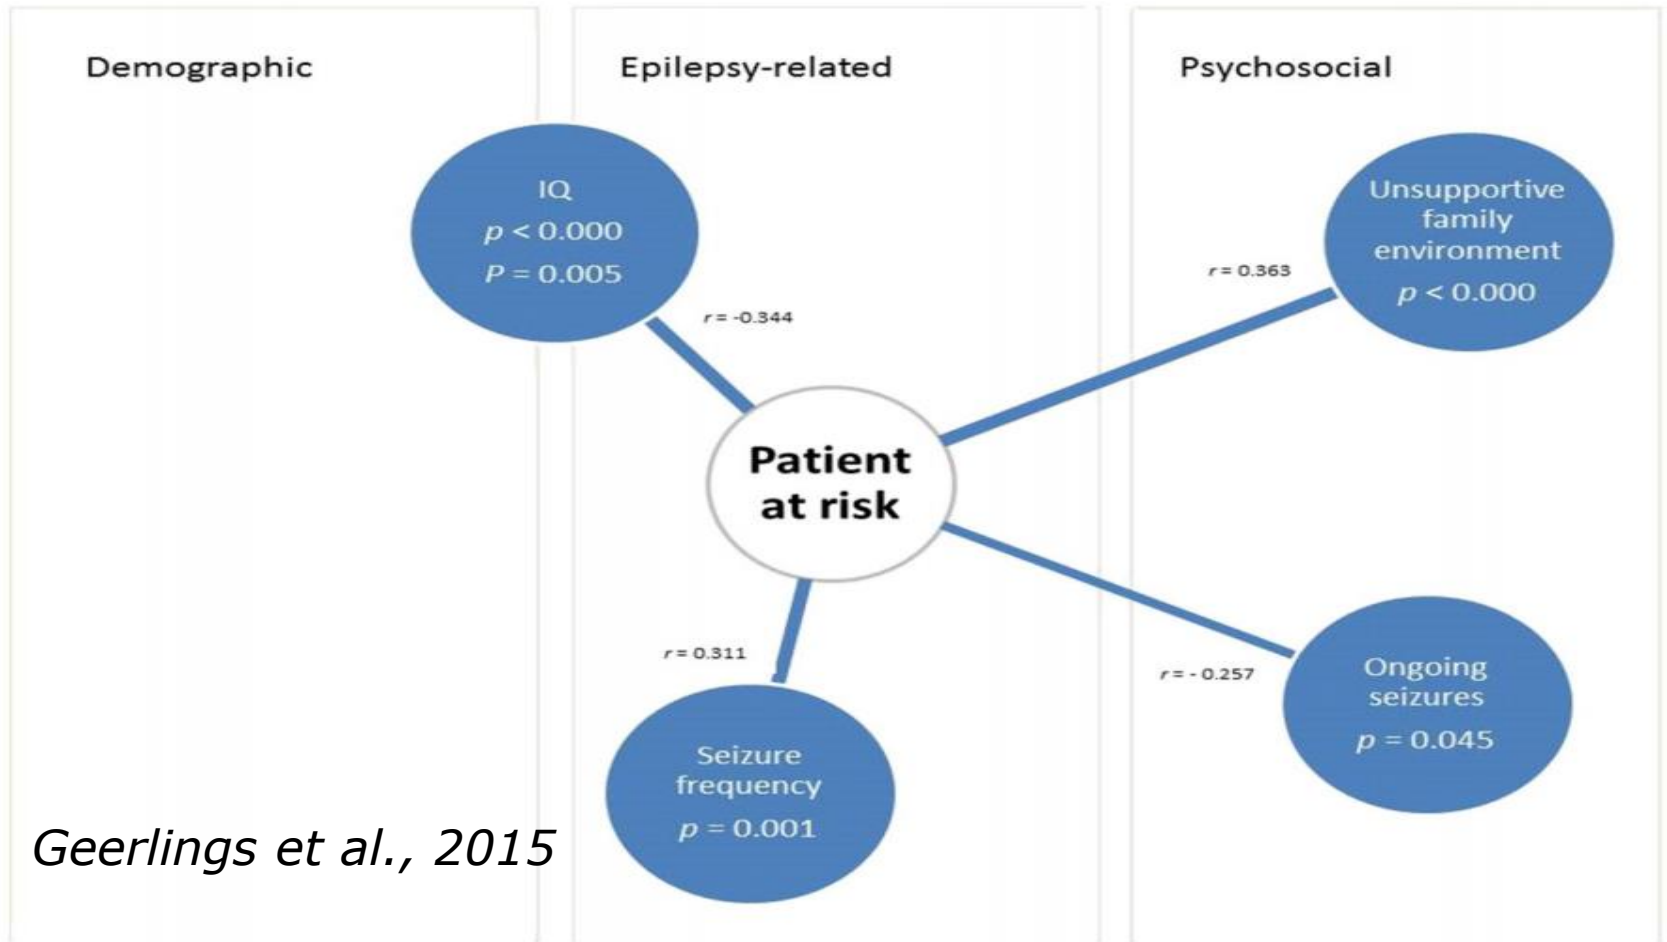 Demographic
Epilepsy-related
Psychosocial
IQ
p < 0.000
P = 0.005
r = -0.344
Unsupportive
family
environment
p < 0.000
r = 0.363
Patient
at risk
r = 0.311
Seizure
frequency
p = 0.001
r = - 0.257
Ongoing
seizures
p = 0.045
Geerlings et al., 2015